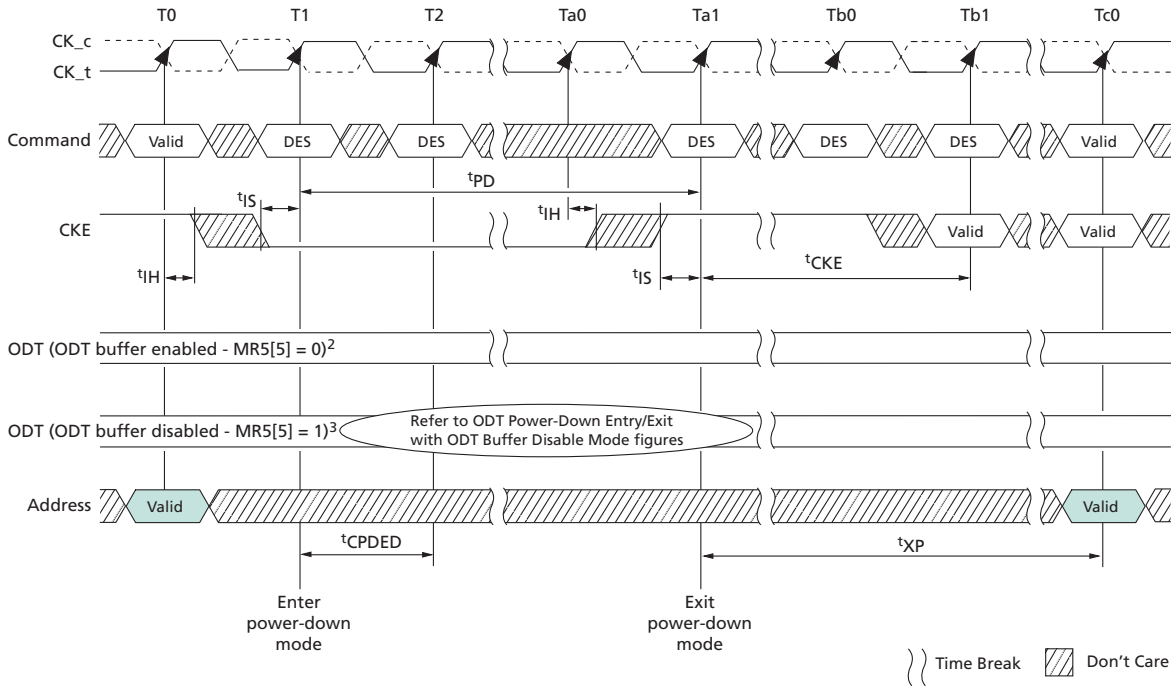 T0 T1 T2 Ta0 Ta1 Tb0 Tb1 Tc0
CK_c
CK_t
Command Valid DES DES DES DES DES Valid
tPD
tIS
tIH
CKE Valid Valid
tIH
tIS
tCKE
ODT (ODT buffer enabled - MR5[5] = 0)2
ODT (ODT buffer disabled - MR5[5] = 1)3
Refer to ODT Power-Down Entry/Exit
with ODT Buffer Disable Mode figures
Address Valid Valid
tCPDED
tXP
Enter
power-down
mode
Exit
power-down
mode
Time Break
Don't Care